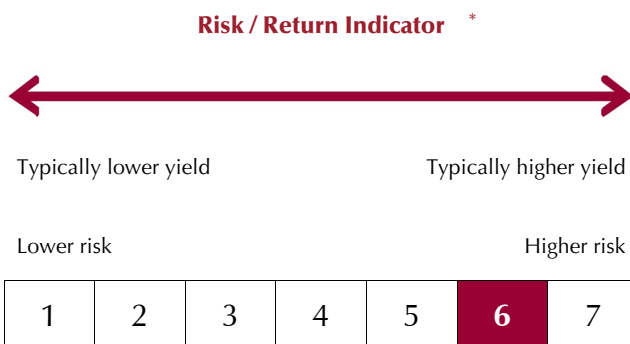 Risk / Return Indicator *
Typically lower yield Typically higher yield
Lower risk Higher risk
1 2 3 4 5 6 7